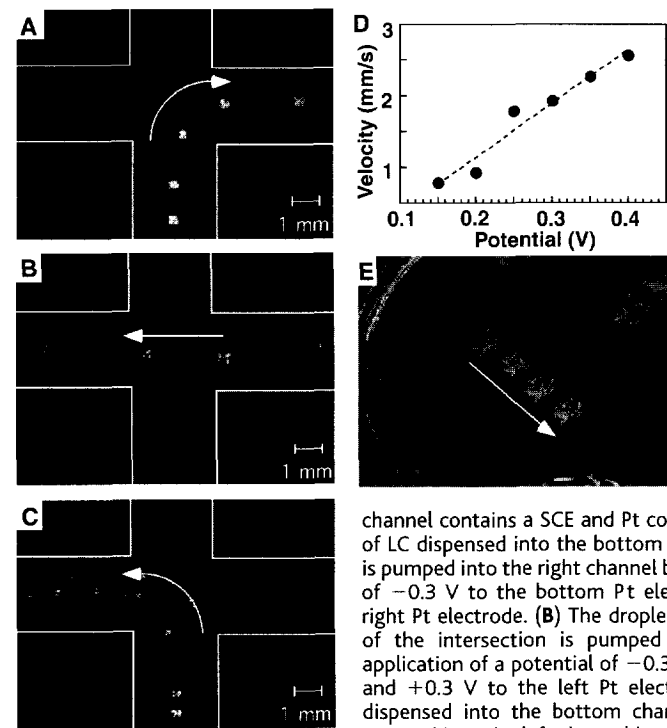 A
1 mm
B
1 mm
C
D
3
2
1
Velocity (mm/s)
0.1 0.2 0.3 0.4
Potential (V)
E
channel contains a SCE and Pt co
of LC dispensed into the bottom
is pumped into the right channel b
of −0.3 V to the bottom Pt ele
right Pt electrode. (B) The drople
of the intersection is pumped
application of a potential of −0.3
and +0.3 V to the left Pt elect
dispensed into the bottom chan